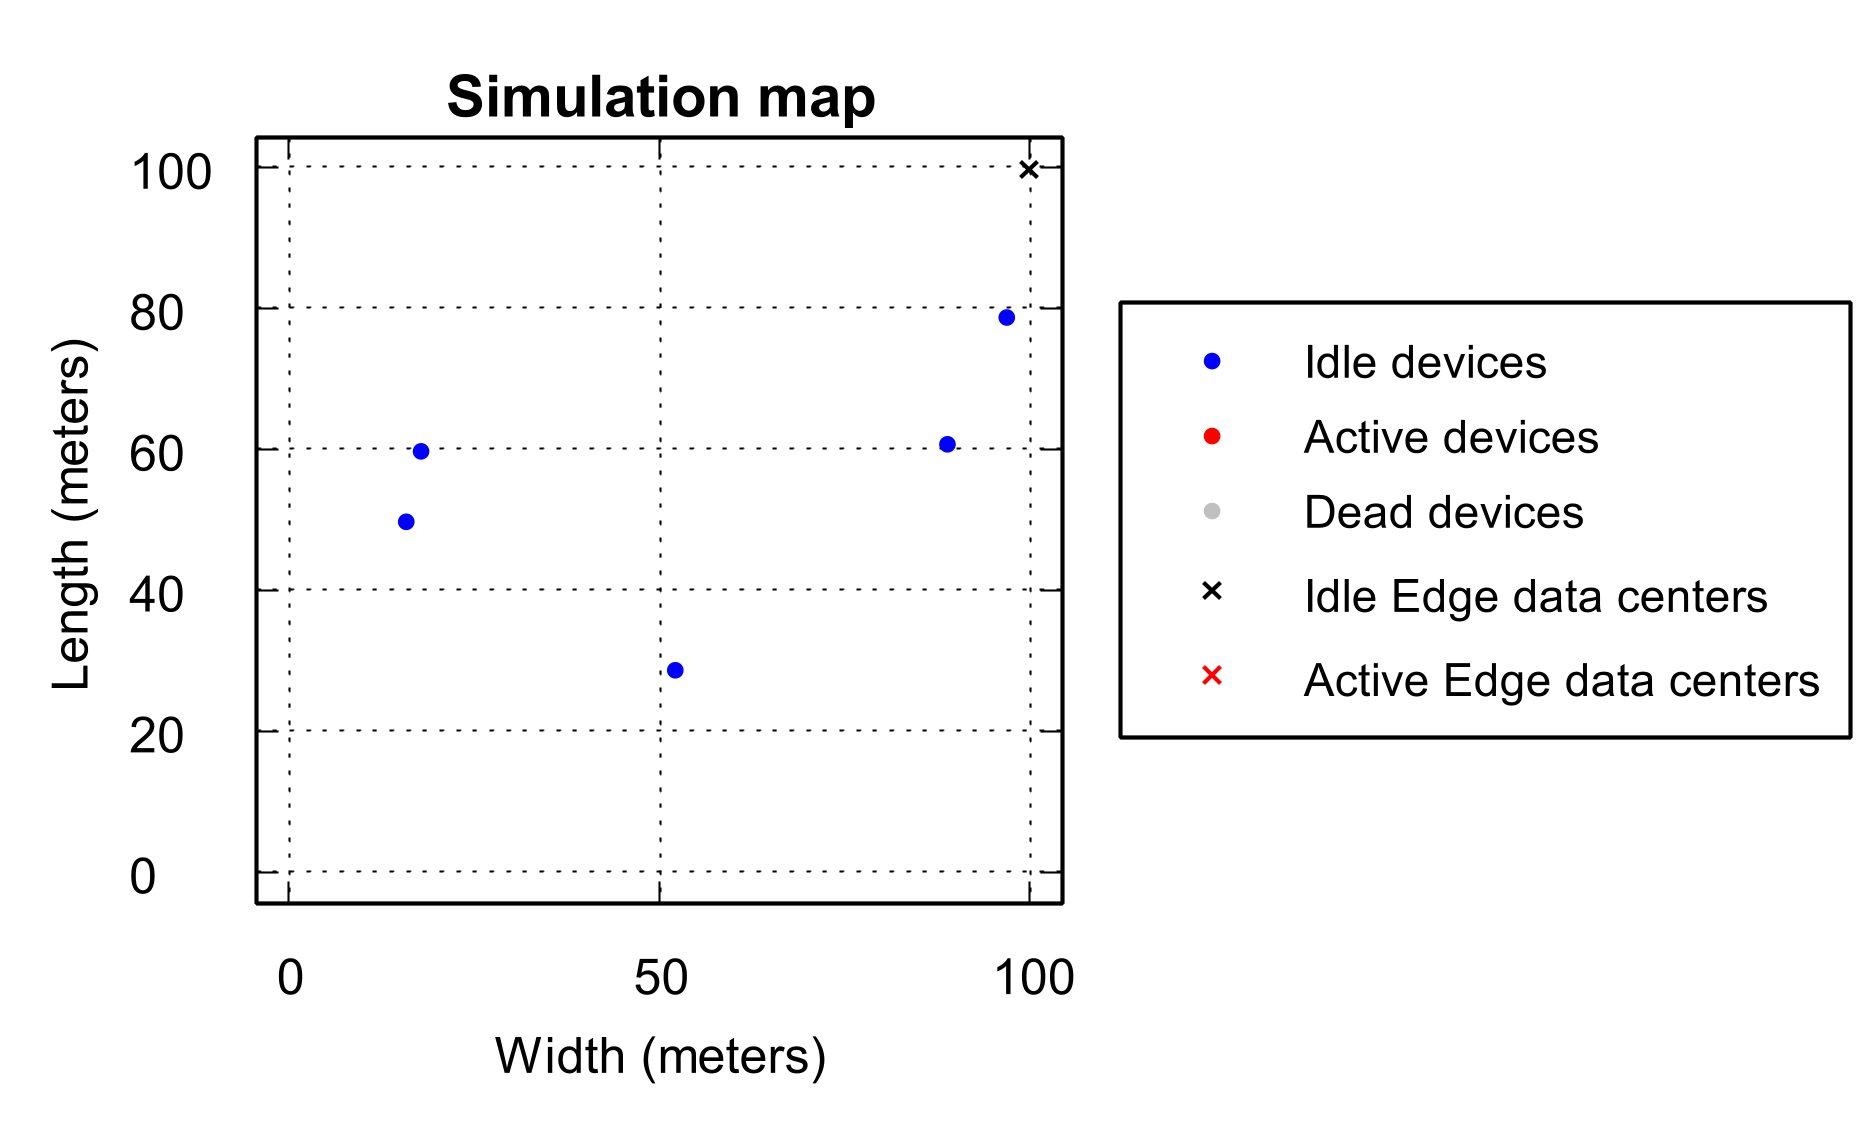 Simulation map
100
80
60
40
20
0
Length (meters)
0 50 100
Width (meters)
Idle devices
Active devices
Dead devices
Idle Edge data centers
Active Edge data centers